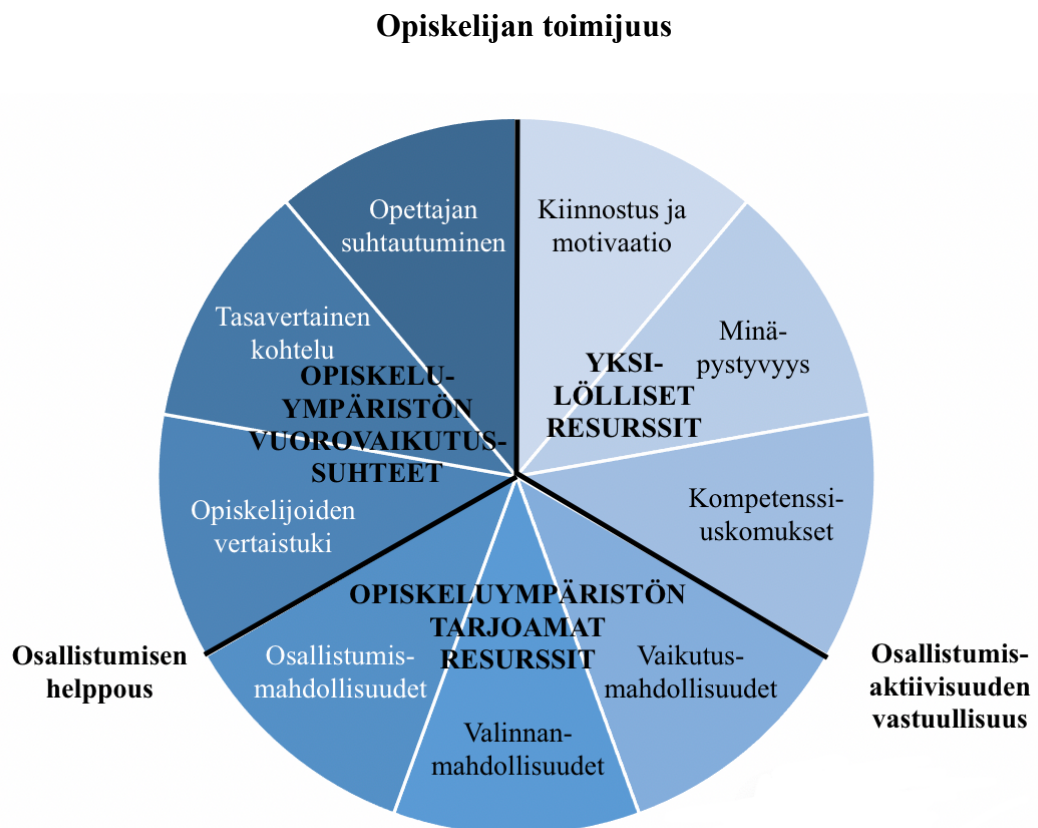 Opiskelijan toimijuus
Opettajan
suhtautuminen
Kiinnostus ja
motivaatio
Tasavertainen
kohtelu
Minä-
pystyvyys
OPISKELU-
YMPÄRISTÖN
VUOROVAIKUTUS-
SUHTEET
YKSI-
LÖLLISET
RESURSSIT
Opiskelijoiden
vertaistuki
Kompetenssi-
uskomukset
OPISKELUYMPÄRISTÖN
TARJOAMAT
RESURSSIT
Osallistumisen
helppous
Osallistumis-
mahdollisuudet
Valinnan-
mahdollisuudet
Vaikutus-
mahdollisuudet
Osallistumis-
aktiivisuuden
vastuullisuus